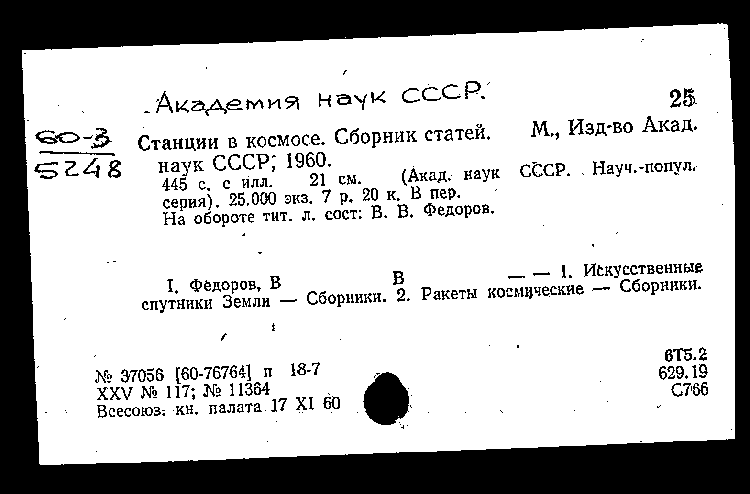 Академия наук СССР.
25
60-3
5248
Станции в космосе. Сборник статей. М., Изд-во Акад.
наук СССР, 1960.
445 с. с илл. 21 см. (Акад. наук СССР. Науч.-попул.
серия). 25.000 экз. 7 р. 20 к. В пер.
На обороте тит. л. сост: В. В. Федоров.
I. Федоров, В В — — 1. Искусственные
спутники Земли — Сборники. 2. Ракеты космические — Сборники.
№ 37056 [60-76764] п 18-7
XXV № 117; № 11364
Всесоюз. кн. палата 17 XI 60
6Т5.2
629.19
С766